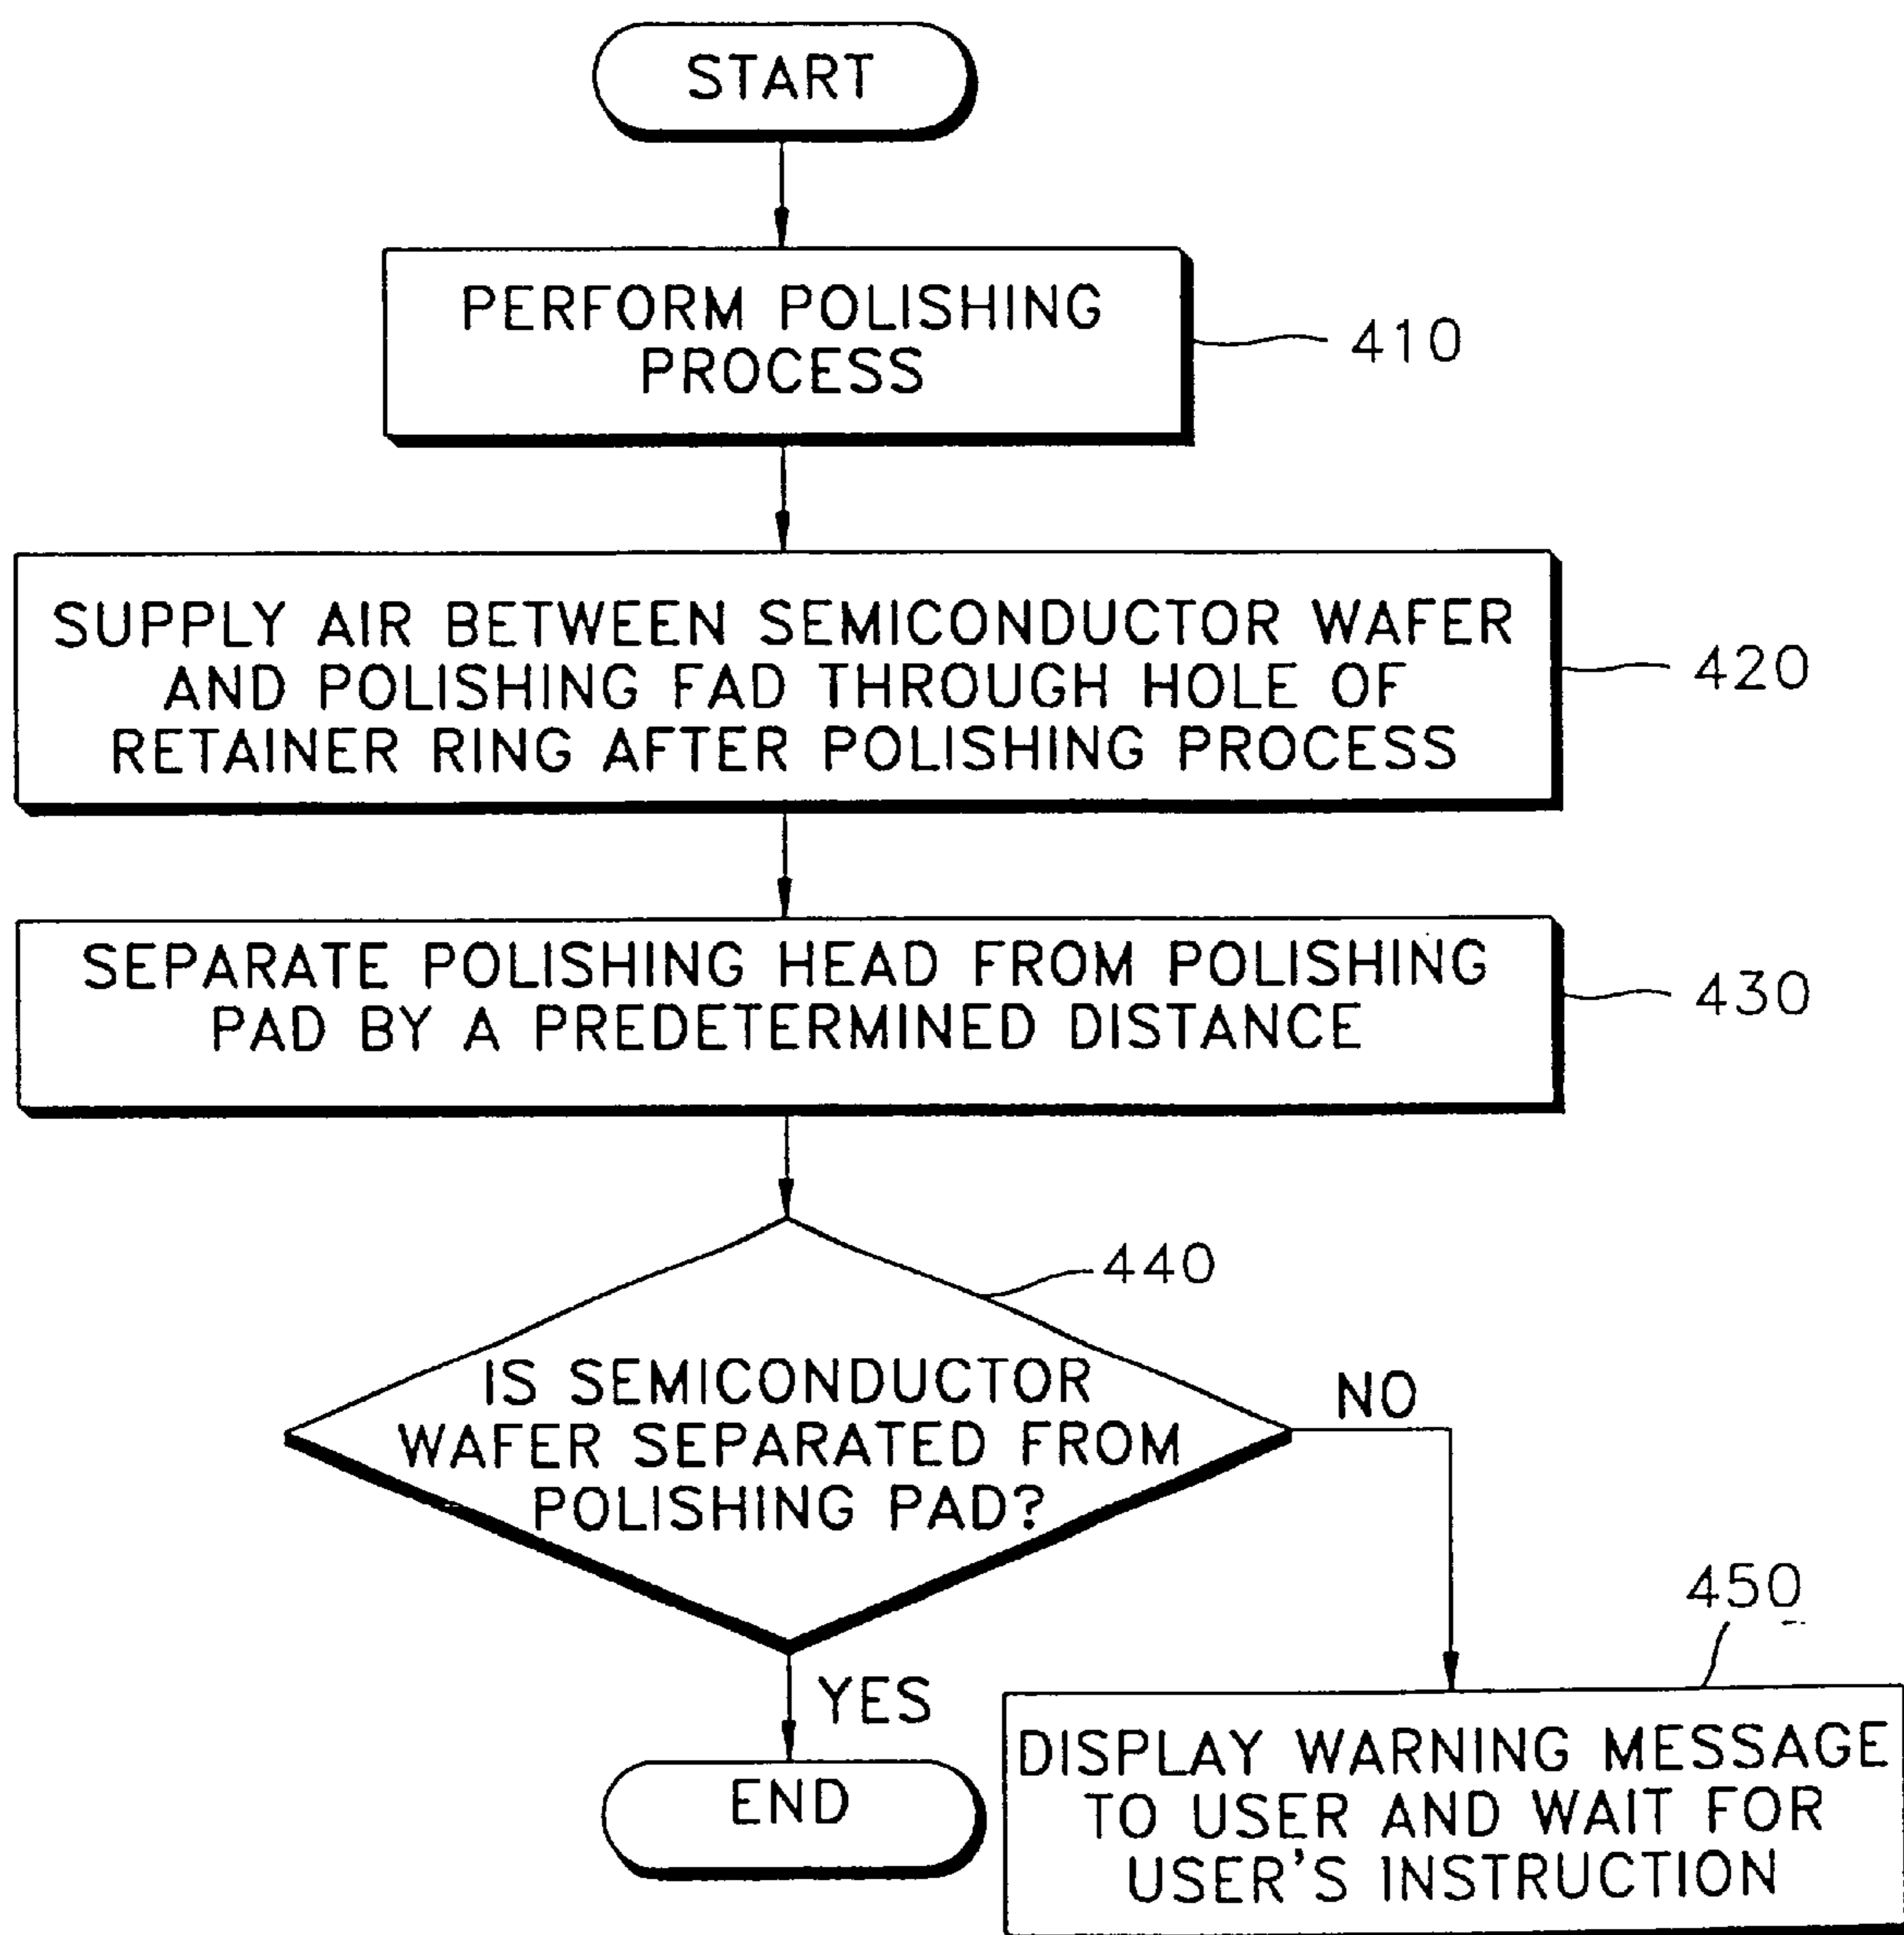 START
PERFORM POLISHING
PROCESS
410
SUPPLY AIR BETWEEN SEMICONDUCTOR WAFER
AND POLISHING FAD THROUGH HOLE OF
RETAINER RING AFTER POLISHING PROCESS
420
SEPARATE POLISHING HEAD FROM POLISHING
PAD BY A PREDETERMINED DISTANCE
430
440
IS SEMICONDUCTOR
WAFER SEPARATED FROM
POLISHING PAD?
NO
YES
450
END
DISPLAY WARNING MESSAGE
TO USER AND WAIT FOR
USER'S INSTRUCTION